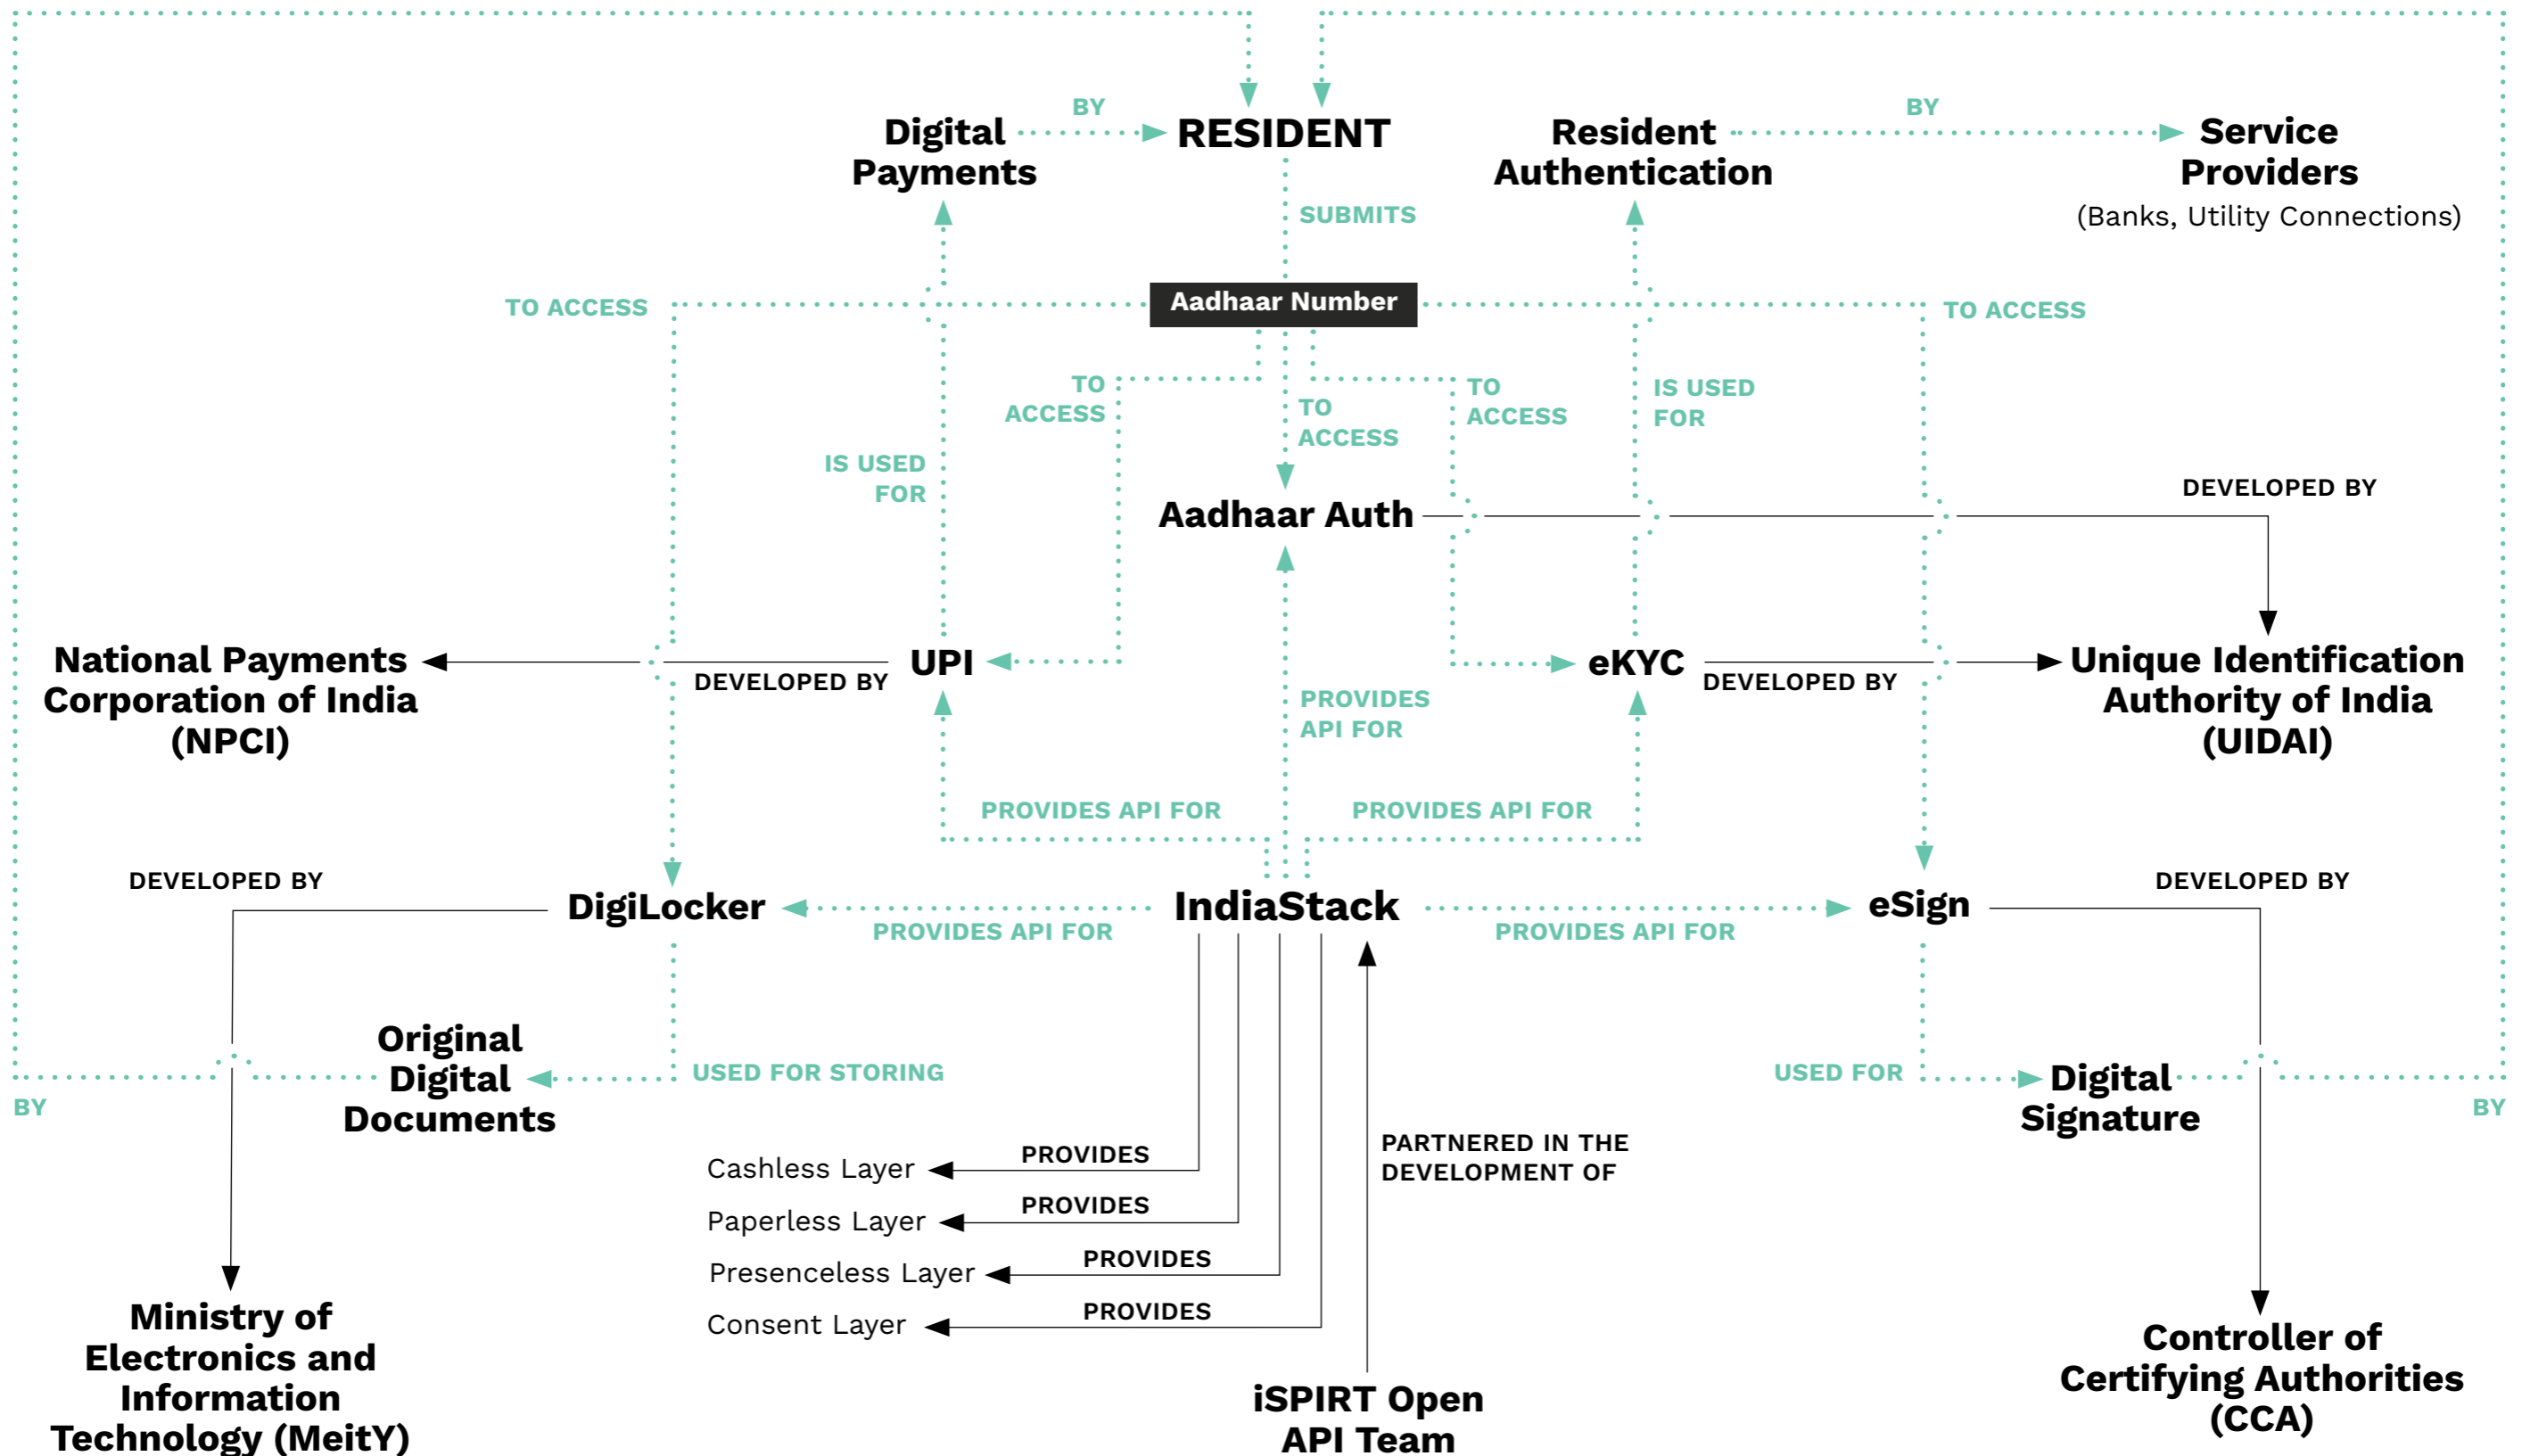 BY
BY
Digital
Payments
RESIDENT
Resident
Authentication
Service
Providers
(Banks, Utility Connections)
SUBMITS
TO ACCESS
Aadhaar Number
TO ACCESS
TO
ACCESS
TO
ACCESS
TO
ACCESS
IS USED
FOR
IS USED
FOR
Aadhaar Auth
DEVELOPED BY
National Payments
Corporation of India
(NPCI)
DEVELOPED BY
UPI
eKYC
DEVELOPED BY
Unique Identification
Authority of India
(UIDAI)
PROVIDES
API FOR
PROVIDES API FOR
PROVIDES API FOR
DEVELOPED BY
DigiLocker
PROVIDES API FOR
IndiaStack
PROVIDES API FOR
eSign
DEVELOPED BY
Original
Digital
Documents
USED FOR STORING
USED FOR
Digital
Signature
BY
BY
Cashless Layer
PROVIDES
Paperless Layer
PROVIDES
Presenceless Layer
PROVIDES
Consent Layer
PROVIDES
PARTNERED IN THE
DEVELOPMENT OF
Ministry of
Electronics and
Information
Technology (MeitY)
iSPIRT Open
API Team
Controller of
Certifying Authorities
(CCA)